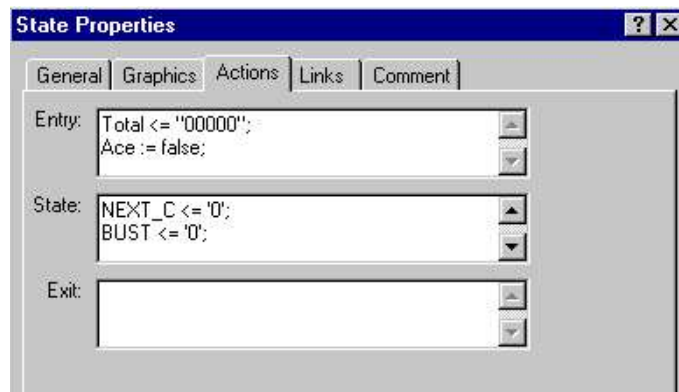 State Properties
General Graphics Actions Links Comment
Entry: Total <= "00000";
Ace := false;
State: NEXT_C <= '0';
BUST <= '0';
Exit: